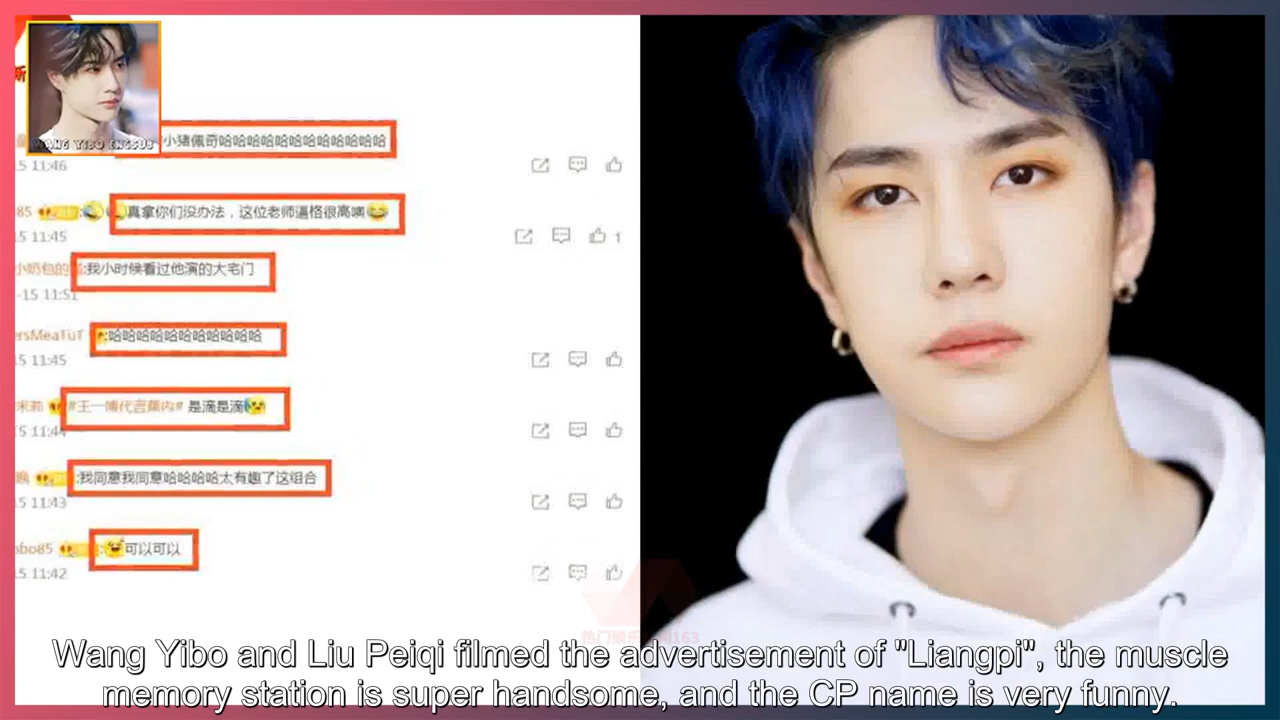 WANG YIBO ENGSUB
小猪佩奇哈哈哈哈哈哈哈哈哈哈哈哈
15 11:46
85 真拿你们没办法，这位老师逼格很高噢
1
15 11:45
小奶包的 :我小时候看过他演的大宅门
-15 11:51
ersMeaTuT :哈哈哈哈哈哈哈哈哈哈哈
15 11:45
#王一博代言蕉内# 是滴是滴
15 11:44
:我同意我同意哈哈哈哈太有趣了这组合
15 11:43
bo85 :可以可以
15 11:42
163
Wang Yibo and Liu Peiqi filmed the advertisement of "Liangpi", the muscle
memory station is super handsome, and the CP name is very funny.